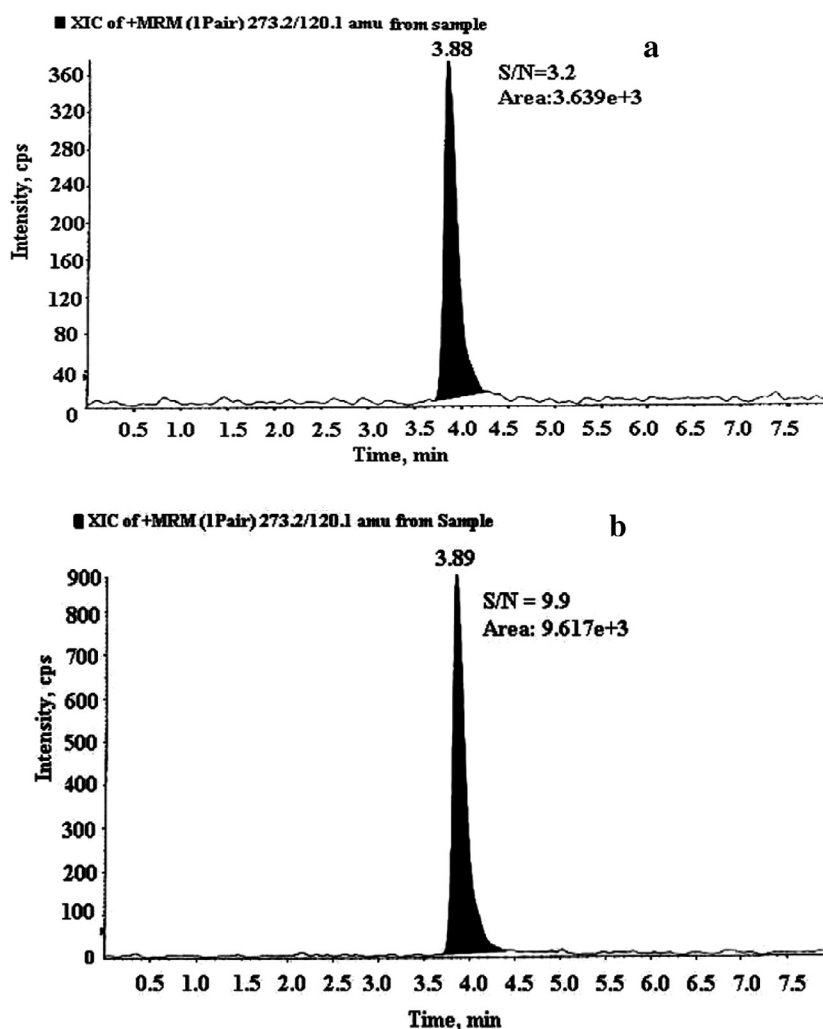 XIC of +MRM (1Pair) 273.2/120.1 amu from sample
a
3.88
S/N=3.2
Area:3.639e+3
Intensity, cps
360
320
280
240
200
160
120
80
40
0
0.5 1.0 1.5 2.0 2.5 3.0 3.5 4.0 4.5 5.0 5.5 6.0 6.5 7.0 7.5
Time, min
XIC of +MRM (1Pair) 273.2/120.1 amu from Sample
b
3.89
S/N = 9.9
Area: 9.617e+3
Intensity, cps
900
800
700
600
500
400
300
200
100
0
0.5 1.0 1.5 2.0 2.5 3.0 3.5 4.0 4.5 5.0 5.5 6.0 6.5 7.0 7.5
Time, min